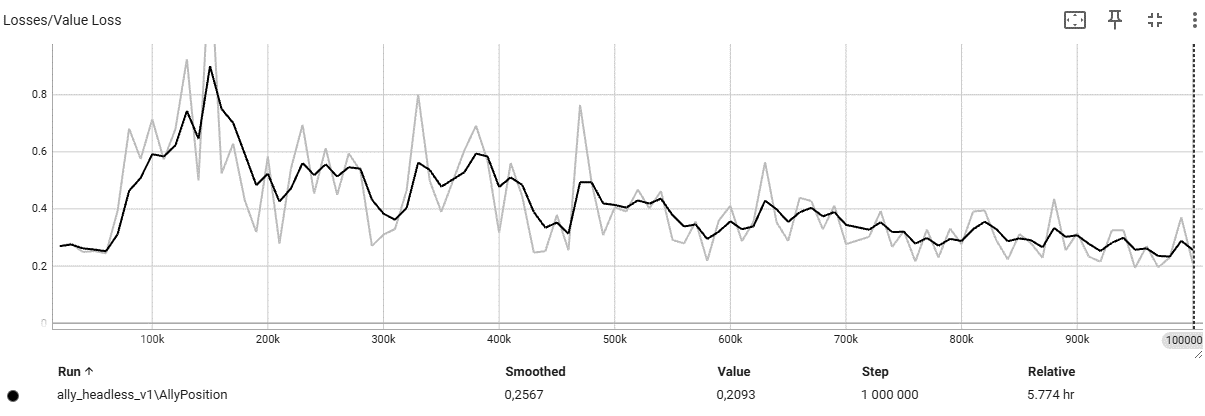 Losses/Value Loss
0.8
0.6
0.4
0.2
0
100k 200k 300k 400k 500k 600k 700k 800k 900k 100000
Run ↑ Smoothed Value Step Relative
ally_headless_v1\AllyPosition 0,2567 0,2093 1 000 000 5.774 hr